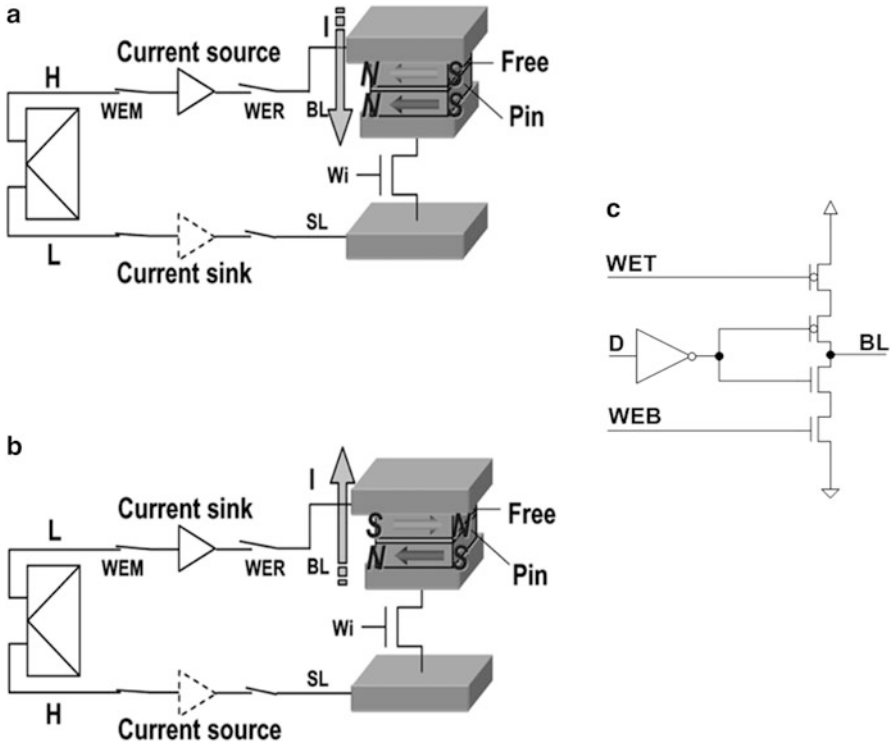 a
I
Current source
H
N S
Free
WEM
WER
BL
N S
Pin
Wi
SL
L
Current sink
c
WET
D
BL
WEB
b
I
Current sink
L
S N
Free
WEM
WER
BL
N S
Pin
Wi
SL
H
Current source